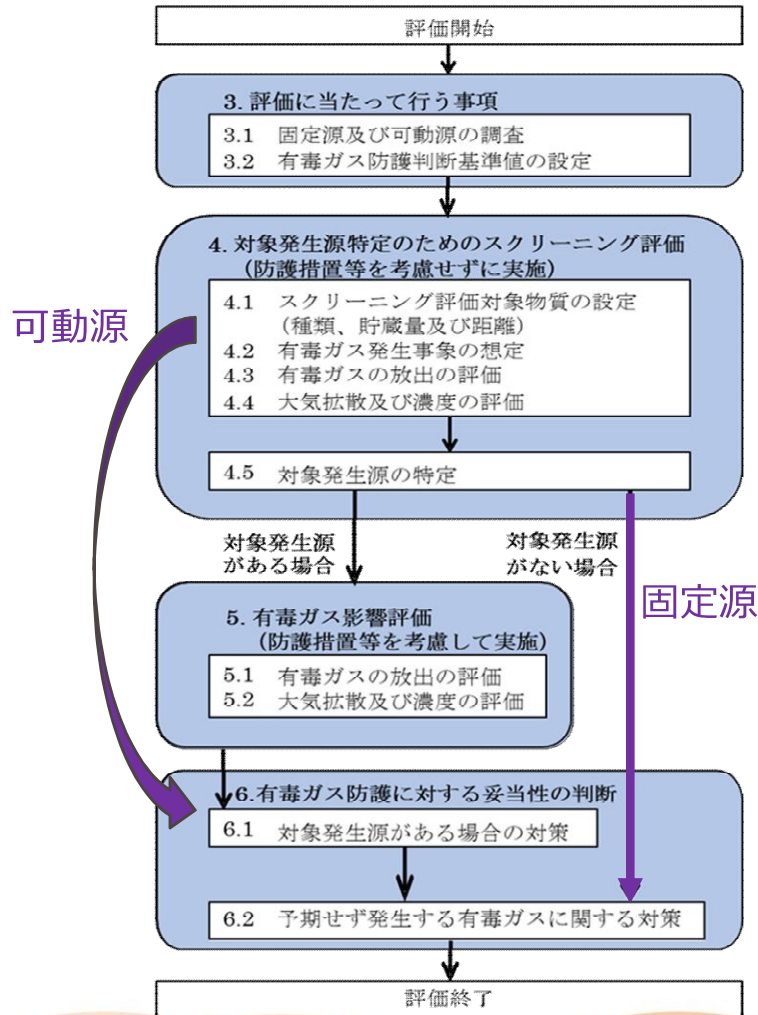 評価開始
3. 評価に当たって行う事項
3.1 固定源及び可動源の調査
3.2 有毒ガス防護判断基準値の設定
4. 対象発生源特定のためのスクリーニング評価
(防護措置等を考慮せずに実施)
4.1 スクリーニング評価対象物質の設定
(種類、貯蔵量及び距離)
4.2 有毒ガス発生事象の想定
4.3 有毒ガスの放出の評価
4.4 大気拡散及び濃度の評価
可動源
4.5 対象発生源の特定
対象発生源
がある場合
対象発生源
がない場合
固定源
5. 有毒ガス影響評価
(防護措置等を考慮して実施)
5.1 有毒ガスの放出の評価
5.2 大気拡散及び濃度の評価
6.有毒ガス防護に対する妥当性の判断
6.1 対象発生源がある場合の対策
6.2 予期せず発生する有毒ガスに関する対策
評価終了